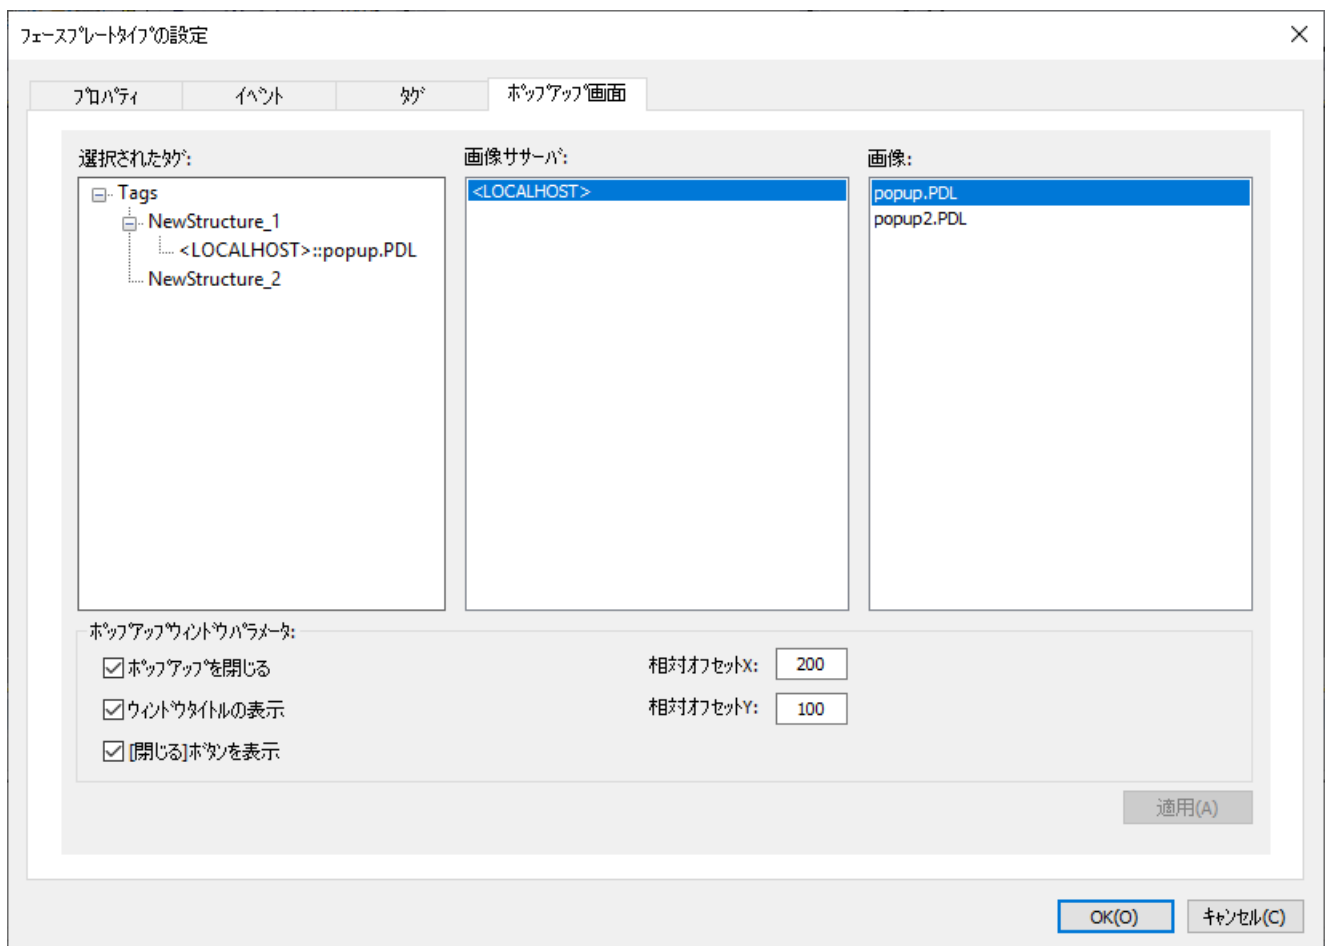 ﾌｪｰｽﾌﾟﾚｰﾄﾀｲﾌﾟの設定
ﾌﾟﾛﾊﾟﾃｨ
ｲﾍﾞﾝﾄ
ﾀｸﾞ
ﾎﾟｯﾌﾟｱｯﾌﾟ画面
選択されたﾀｸﾞ:
画像ｻｻｰﾊﾞ:
画像:
Tags
NewStructure_1
<LOCALHOST>::popup.PDL
NewStructure_2
<LOCALHOST>
popup.PDL
popup2.PDL
ﾎﾟｯﾌﾟｱｯﾌﾟｳｨﾝﾄﾞｳﾊﾟﾗﾒｰﾀ:
ﾎﾟｯﾌﾟｱｯﾌﾟを閉じる
ｳｨﾝﾄﾞｳﾀｲﾄﾙの表示
[閉じる]ﾎﾞﾀﾝを表示
相対ｵﾌｾｯﾄX: 200
相対ｵﾌｾｯﾄY: 100
適用(A)
OK(O)
ｷｬﾝｾﾙ(C)